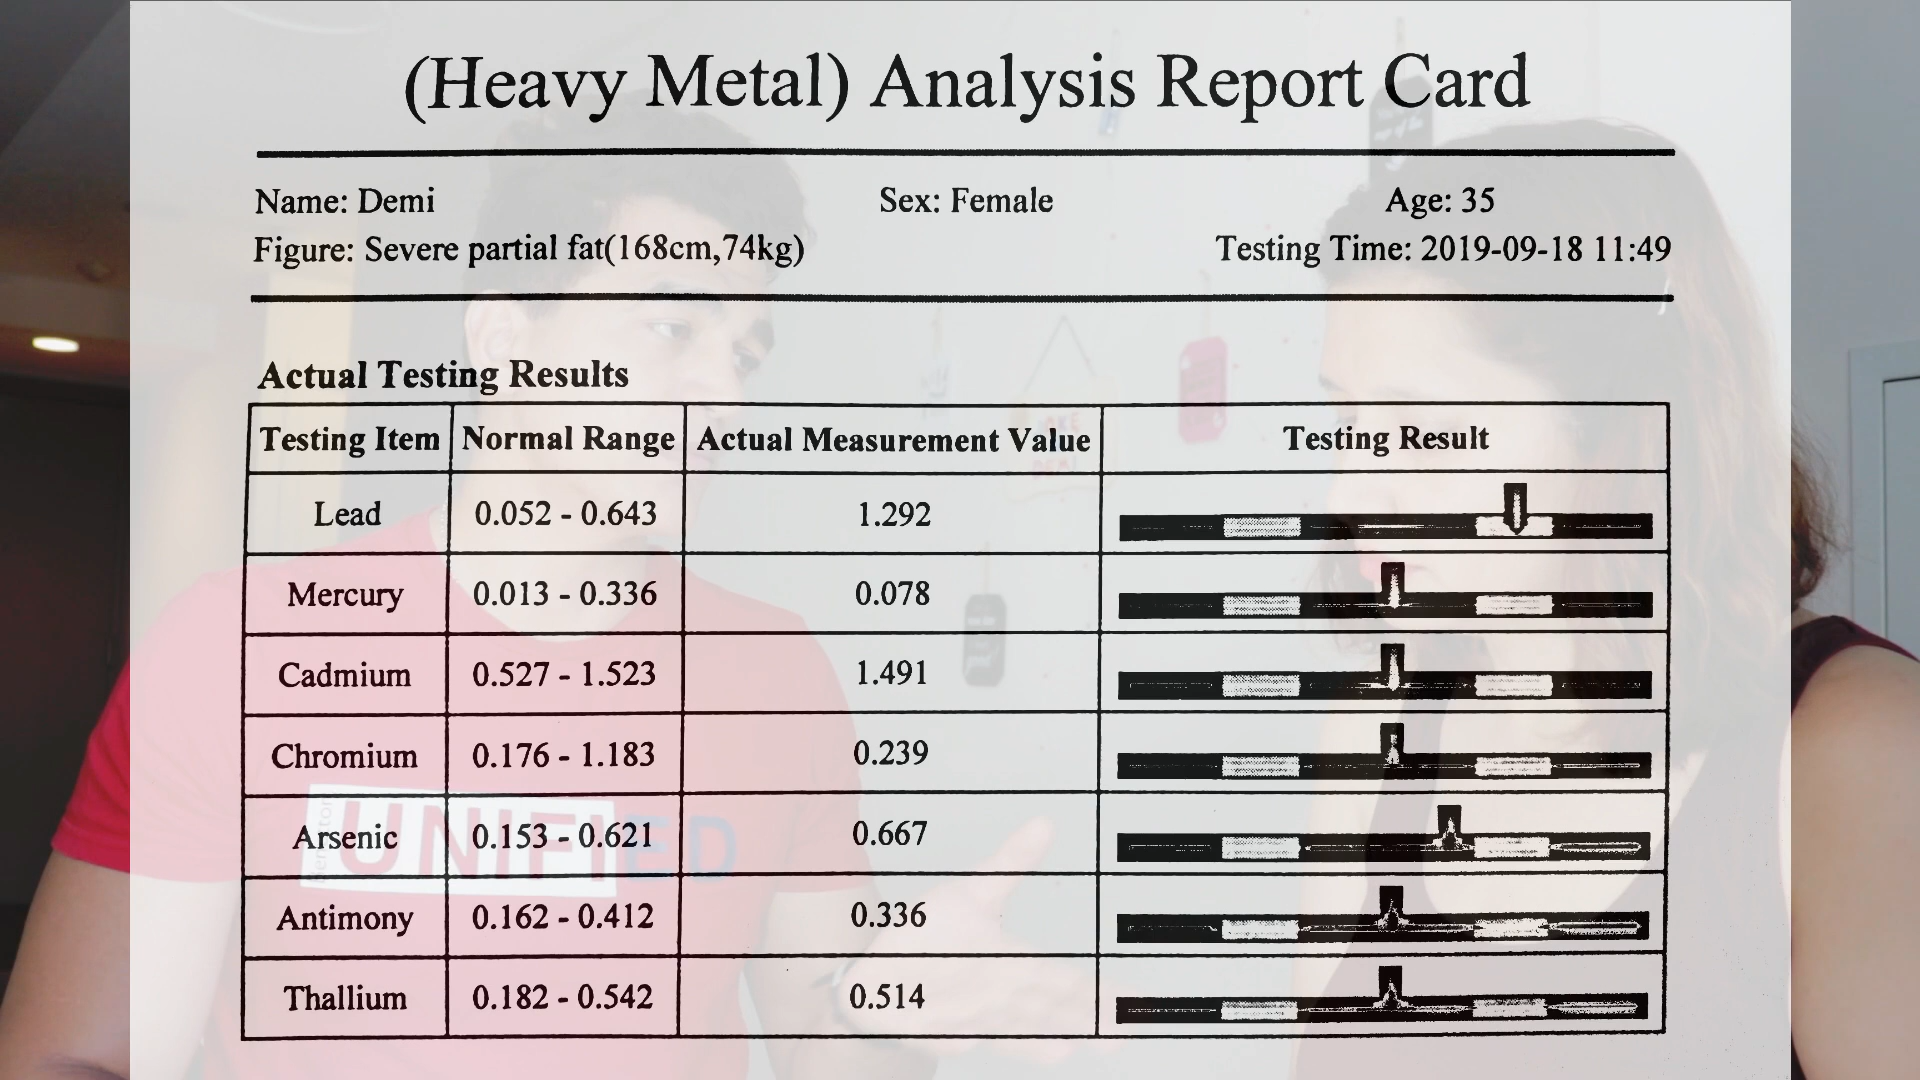 (Heavy Metal) Analysis Report Card
Name: Demi Sex: Female Age: 35
Figure: Severe partial fat(168cm,74kg) Testing Time: 2019-09-18 11:49
Actual Testing Results
Testing Item Normal Range Actual Measurement Value Testing Result
Lead 0.052 - 0.643 1.292
Mercury 0.013 - 0.336 0.078
Cadmium 0.527 - 1.523 1.491
Chromium 0.176 - 1.183 0.239
Arsenic 0.153 - 0.621 0.667
Antimony 0.162 - 0.412 0.336
Thallium 0.182 - 0.542 0.514
UNIFIED